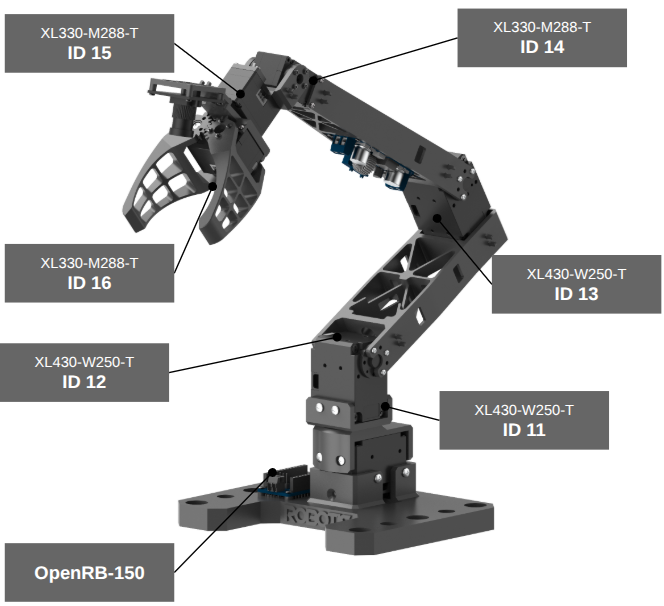 XL330-M288-T
ID 15
XL330-M288-T
ID 14
XL330-M288-T
ID 16
XL430-W250-T
ID 13
XL430-W250-T
ID 12
XL430-W250-T
ID 11
ROBOTIS
OpenRB-150